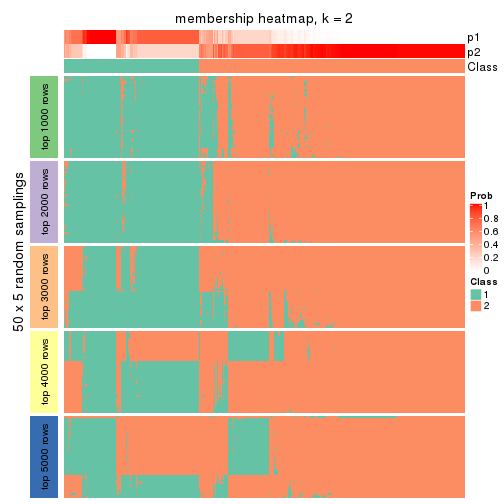 membership heatmap, k = 2
p1
p2
Class
50 x 5 random samplings
top 1000 rows
top 2000 rows
top 3000 rows
top 4000 rows
top 5000 rows
Prob
1
0.8
0.6
0.4
0.2
0
Class
1
2